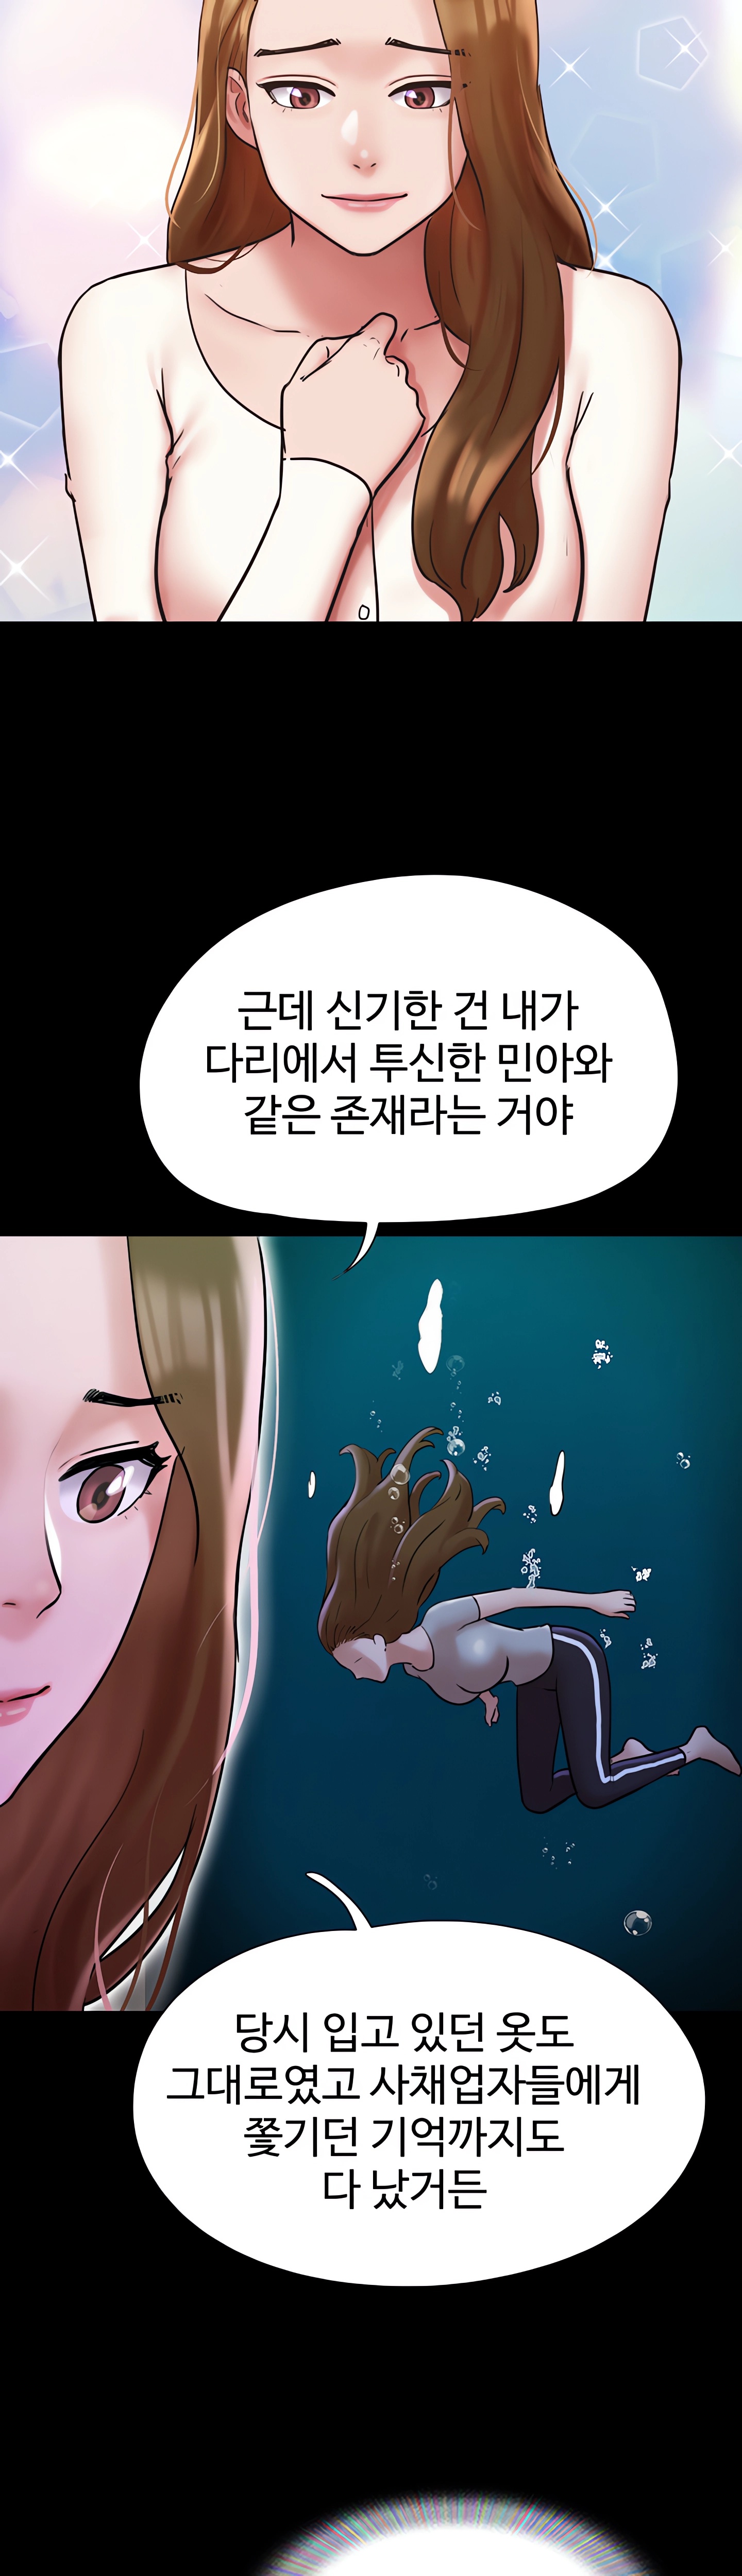 근데 신기한 건 내가
다리에서 투신한 민아와
같은 존재라는 거야
당시 입고 있던 옷도
그대로였고 사채업자들에게
쫓기던 기억까지도
다 났거든